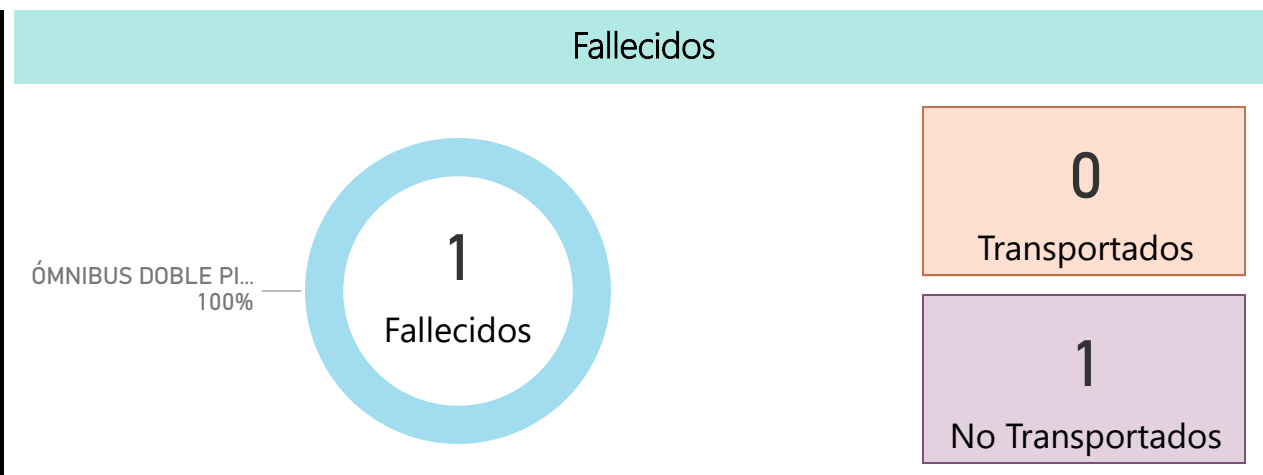 Fallecidos
ÓMNIBUS DOBLE PI...
100%
1
Fallecidos
0
Transportados
1
No Transportados